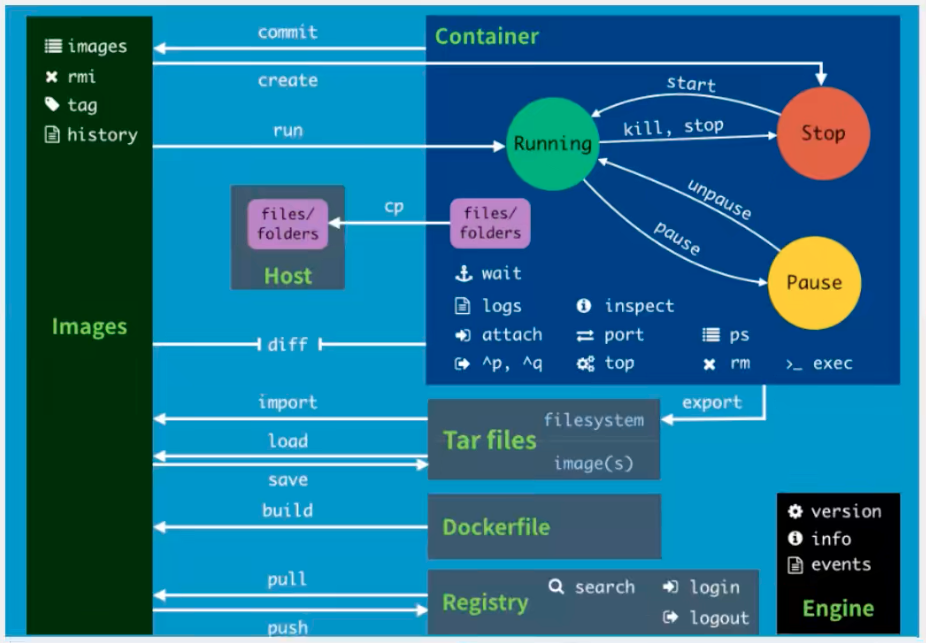 images
rmi
tag
history
Images
commit
create
run
cp
files/
folders
Host
diff
import
load
save
build
pull
push
Container
start
kill, stop
Running
Stop
unpause
pause
Pause
files/
folders
wait
logs
inspect
attach
port
ps
^p, ^q
top
rm
>_ exec
export
Tar files
filesystem
image(s)
Dockerfile
Registry
search
login
logout
version
info
events
Engine